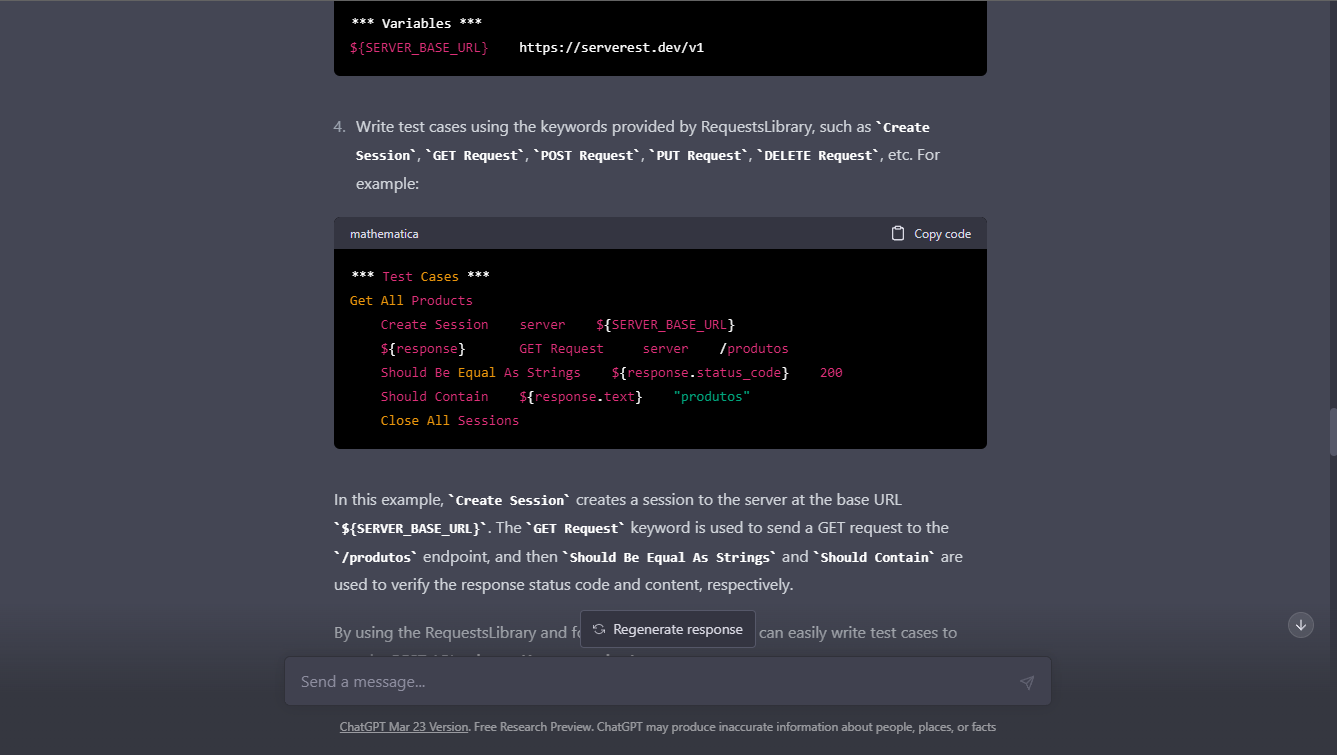 *** Variables ***
${SERVER_BASE_URL}    https://serverest.dev/v1
4. Write test cases using the keywords provided by RequestsLibrary, such as `Create
Session`, `GET Request`, `POST Request`, `PUT Request`, `DELETE Request`, etc. For
example:
mathematica    Copy code
*** Test Cases ***
Get All Products
    Create Session    server    ${SERVER_BASE_URL}
    ${response}       GET Request     server    /produtos
    Should Be Equal As Strings    ${response.status_code}    200
    Should Contain    ${response.text}    "produtos"
    Close All Sessions
In this example, `Create Session` creates a session to the server at the base URL
`${SERVER_BASE_URL}`. The `GET Request` keyword is used to send a GET request to the
`/produtos` endpoint, and then `Should Be Equal As Strings` and `Should Contain` are
used to verify the response status code and content, respectively.
By using the RequestsLibrary and can easily write test cases to
Regenerate response
Send a message...
ChatGPT Mar 23 Version. Free Research Preview. ChatGPT may produce inaccurate information about people, places, or facts